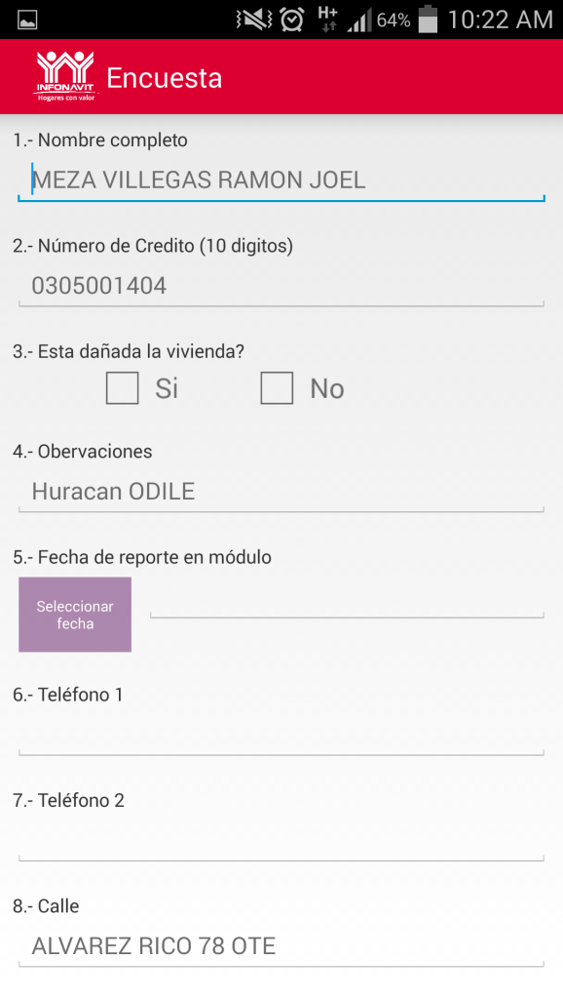 H+ 64% 10:22 AM
INFONAVIT
Hogares con valor
Encuesta
1.- Nombre completo
MEZA VILLEGAS RAMON JOEL
2.- Número de Credito (10 digitos)
0305001404
3.- Esta dañada la vivienda?
Si No
4.- Obervaciones
Huracan ODILE
5.- Fecha de reporte en módulo
Seleccionar
fecha
6.- Teléfono 1
7.- Teléfono 2
8.- Calle
ALVAREZ RICO 78 OTE